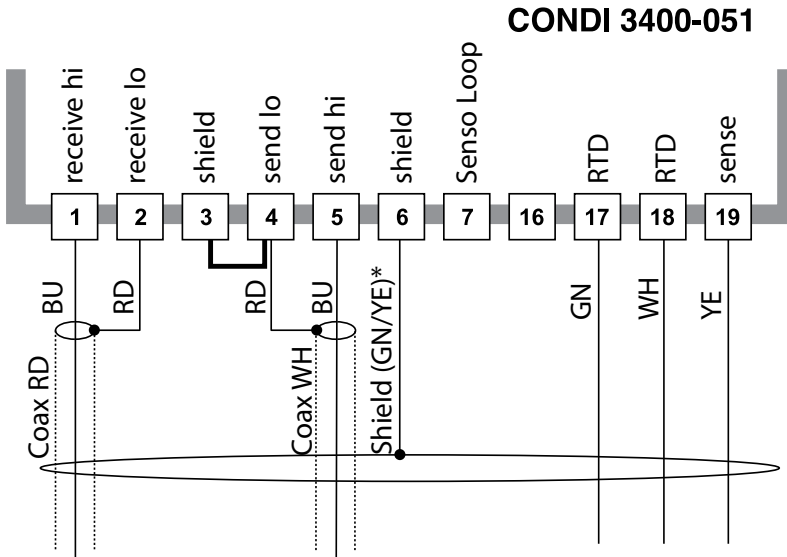 CONDI 3400-051
receive hi
receive lo
shield
send lo
send hi
shield
Senso Loop
RTD
RTD
sense
1
2
3
4
5
6
7
16
17
18
19
BU
RD
RD
BU
Shield (GN/YE)*
GN
WH
YE
Coax RD
Coax WH